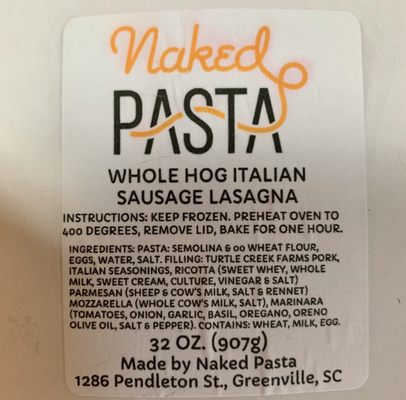 Naked
PASTA
WHOLE HOG ITALIAN
SAUSAGE LASAGNA
INSTRUCTIONS: KEEP FROZEN. PREHEAT OVEN TO
400 DEGREES, REMOVE LID, BAKE FOR ONE HOUR.
INGREDIENTS: PASTA: SEMOLINA & 00 WHEAT FLOUR,
EGGS, WATER, SALT. FILLING: TURTLE CREEK FARMS PORK,
ITALIAN SEASONINGS, RICOTTA (SWEET WHEY, WHOLE
MILK, SWEET CREAM, CULTURE, VINEGAR & SALT)
PARMESAN (SHEEP & COW'S MILK, SALT & RENNET)
MOZZARELLA (WHOLE COW'S MILK, SALT), MARINARA
(TOMATOES, ONION, GARLIC, BASIL, OREGANO, ORENO
OLIVE OIL, SALT & PEPPER). CONTAINS: WHEAT, MILK, EGG.
32 OZ. (907g)
Made by Naked Pasta
1286 Pendleton St., Greenville, SC